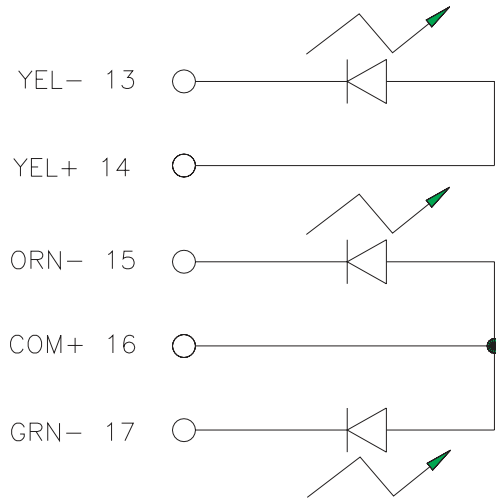 YEL- 13
YEL+ 14
ORN- 15
COM+ 16
GRN- 17